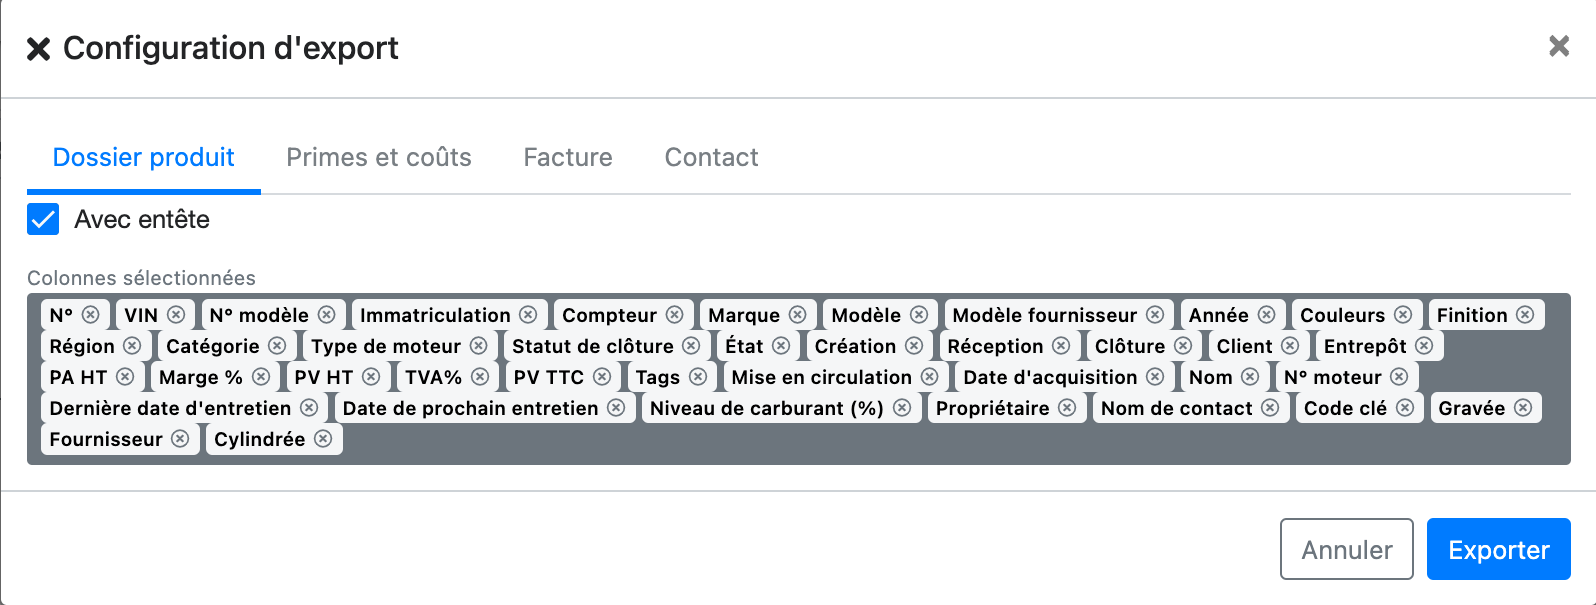 Configuration d'export
Dossier produit Primes et coûts Facture Contact
Avec entête
Colonnes sélectionnées
N° VIN N° modèle Immatriculation Compteur Marque Modèle Modèle fournisseur Année Couleurs Finition
Région Catégorie Type de moteur Statut de clôture État Création Réception Clôture Client Entrepôt
PA HT Marge % PV HT TVA% PV TTC Tags Mise en circulation Date d'acquisition Nom N° moteur
Dernière date d'entretien Date de prochain entretien Niveau de carburant (%) Propriétaire Nom de contact Code clé Gravée
Fournisseur Cylindrée
Annuler Exporter